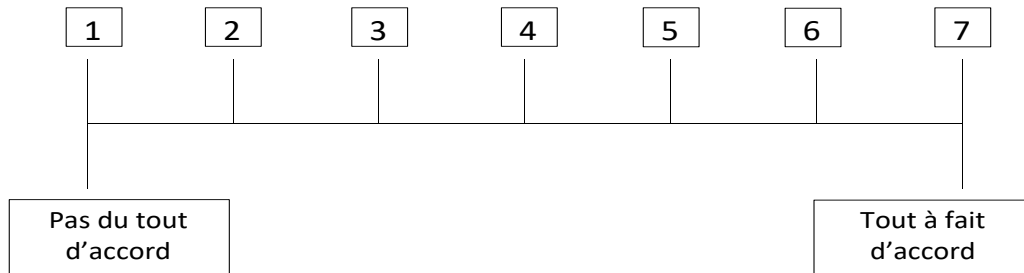 1 2 3 4 5 6 7
Pas du tout
d’accord
Tout à fait
d’accord